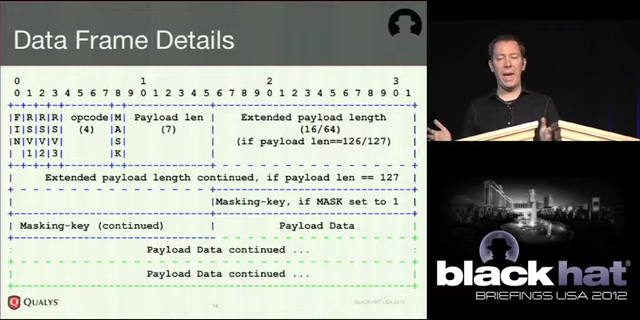 Data Frame Details
0 1 2 3
0 1 2 3 4 5 6 7 8 9 0 1 2 3 4 5 6 7 8 9 0 1 2 3 4 5 6 7 8 9 0 1
F R R R opcode M Payload len Extended payload length
I S S S (4) A (7) (16/64)
N V V V S (if payload len==126/127)
1 2 3 K
Extended payload length continued, if payload len == 127
Masking-key, if MASK set to 1
Masking-key (continued) Payload Data
Payload Data continued ...
Payload Data continued ...
QUALYS
BLACK HAT USA 2012
black hat
BRIEFINGS USA 2012